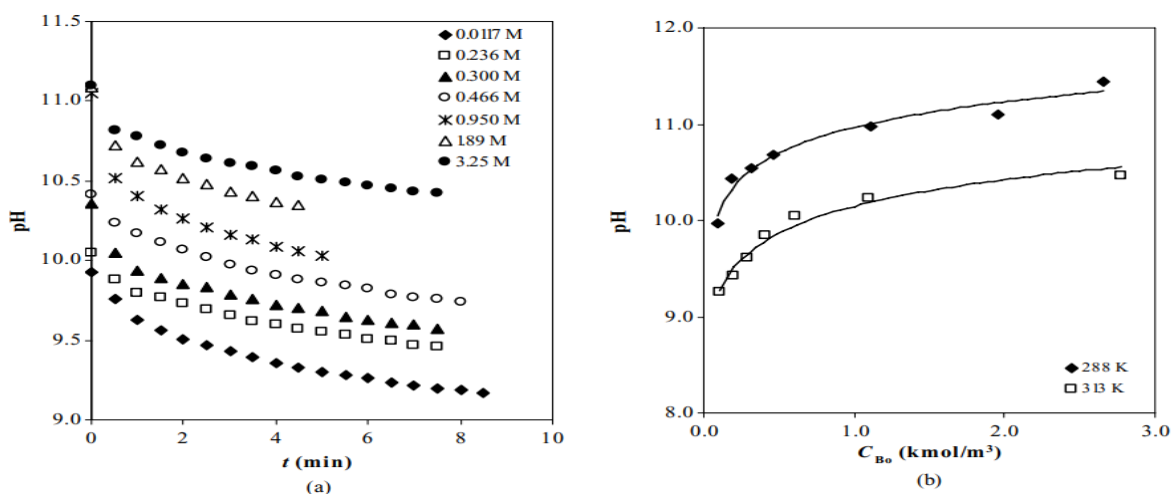 11.5
11.0
10.5
10.0
9.5
9.0
pH
0
2
4
6
8
10
t (min)
(a)
0.0117 M
0.236 M
0.300 M
0.466 M
0.950 M
1.89 M
3.25 M
12.0
11.0
10.0
9.0
8.0
pH
0.0
1.0
2.0
3.0
C Bo (kmol/m³)
(b)
288 K
313 K